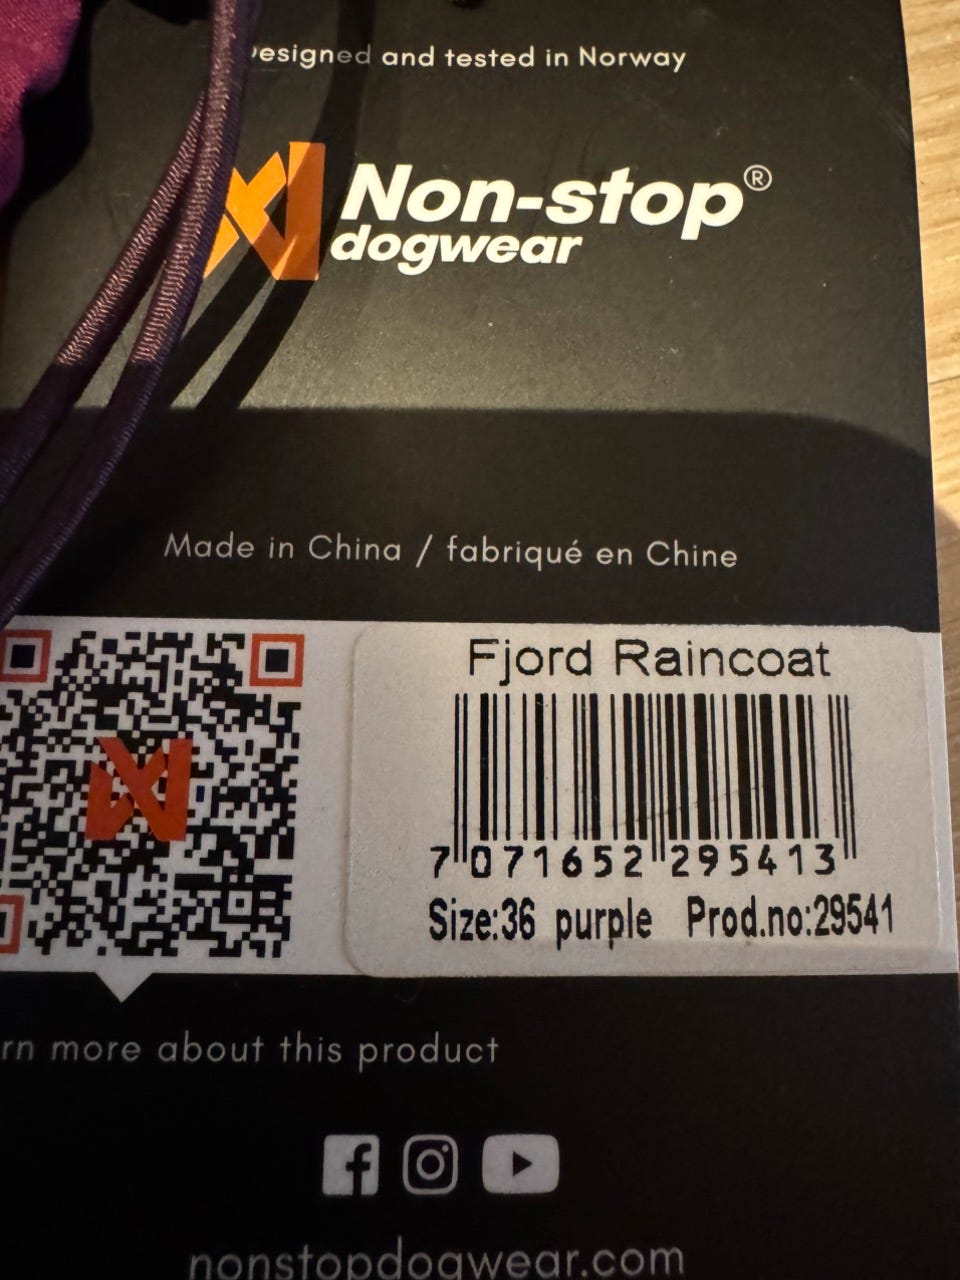 esigned and tested in Norway
Non-stop®
dogwear
Made in China / fabriqué en Chine
Fjord Raincoat
7 071652 295413
Size:36 purple Prod.no:29541
rn more about this product
nonstopdogwear.com